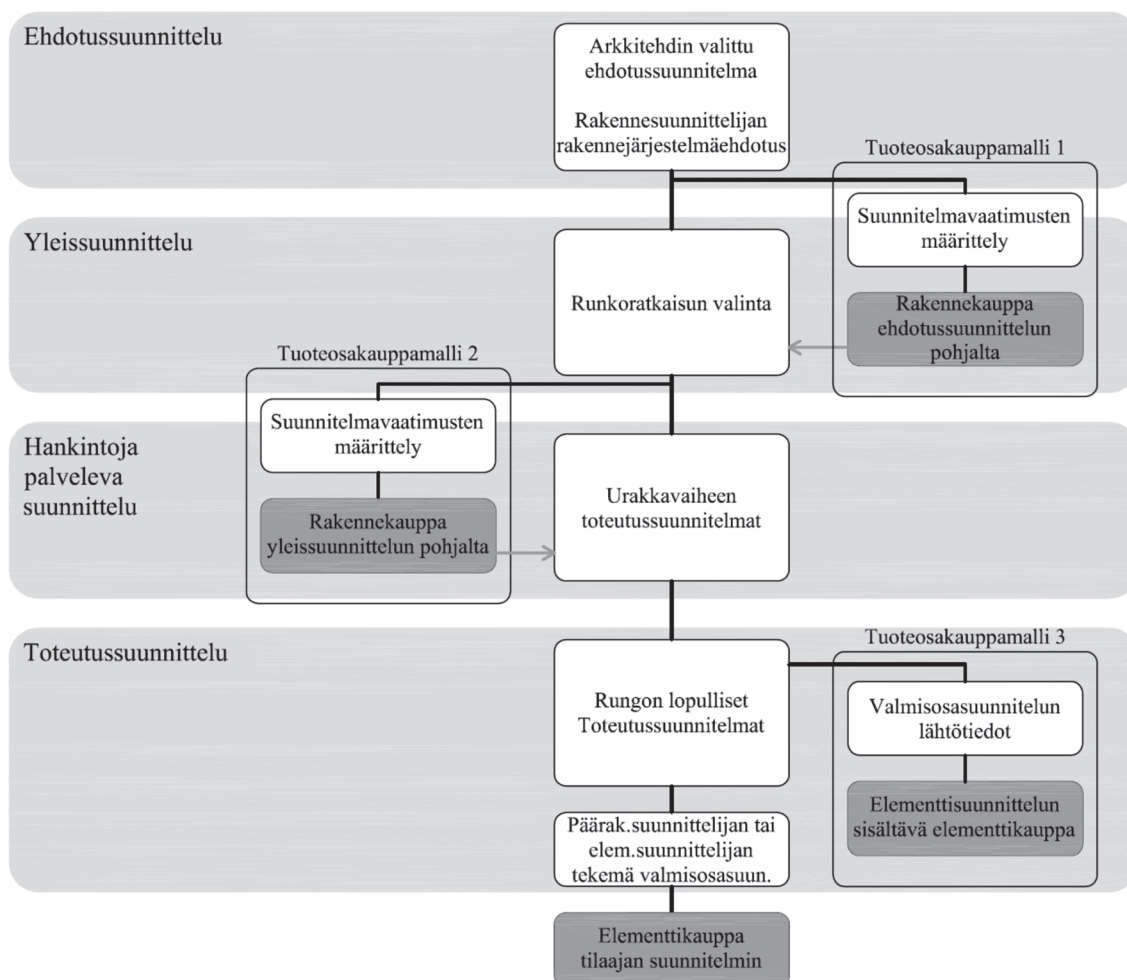 Ehdotussuunnittelu
Arkkitehdin valittu
ehdotussuunnitelma
Rakennesuunnittelijan
rakennejärjestelmäehdotus
Tuoteosakauppamalli 1
Suunnitelmavaatimusten
määrittely
Yleissuunnittelu
Runkoratkaisun valinta
Rakennekauppa
ehdotussuunnittelun
pohjalta
Tuoteosakauppamalli 2
Suunnitelmavaatimusten
määrittely
Hankintoja
palveleva
suunnittelu
Urakkavaiheen
toteutussuunnitelmat
Rakennekauppa
yleissuunnittelun pohjalta
Toteutussuunnittelu
Tuoteosakauppamalli 3
Rungon lopulliset
Toteutussuunnitelmat
Valmisosasuunnitelun
lähtötiedot
Elementtisuunnittelun
sisältävä elementtikauppa
Päärak.suunnittelijan tai
elem.suunnittelijan
tekemä valmisosasuun.
Elementtikauppa
tilaajan suunnitelmin